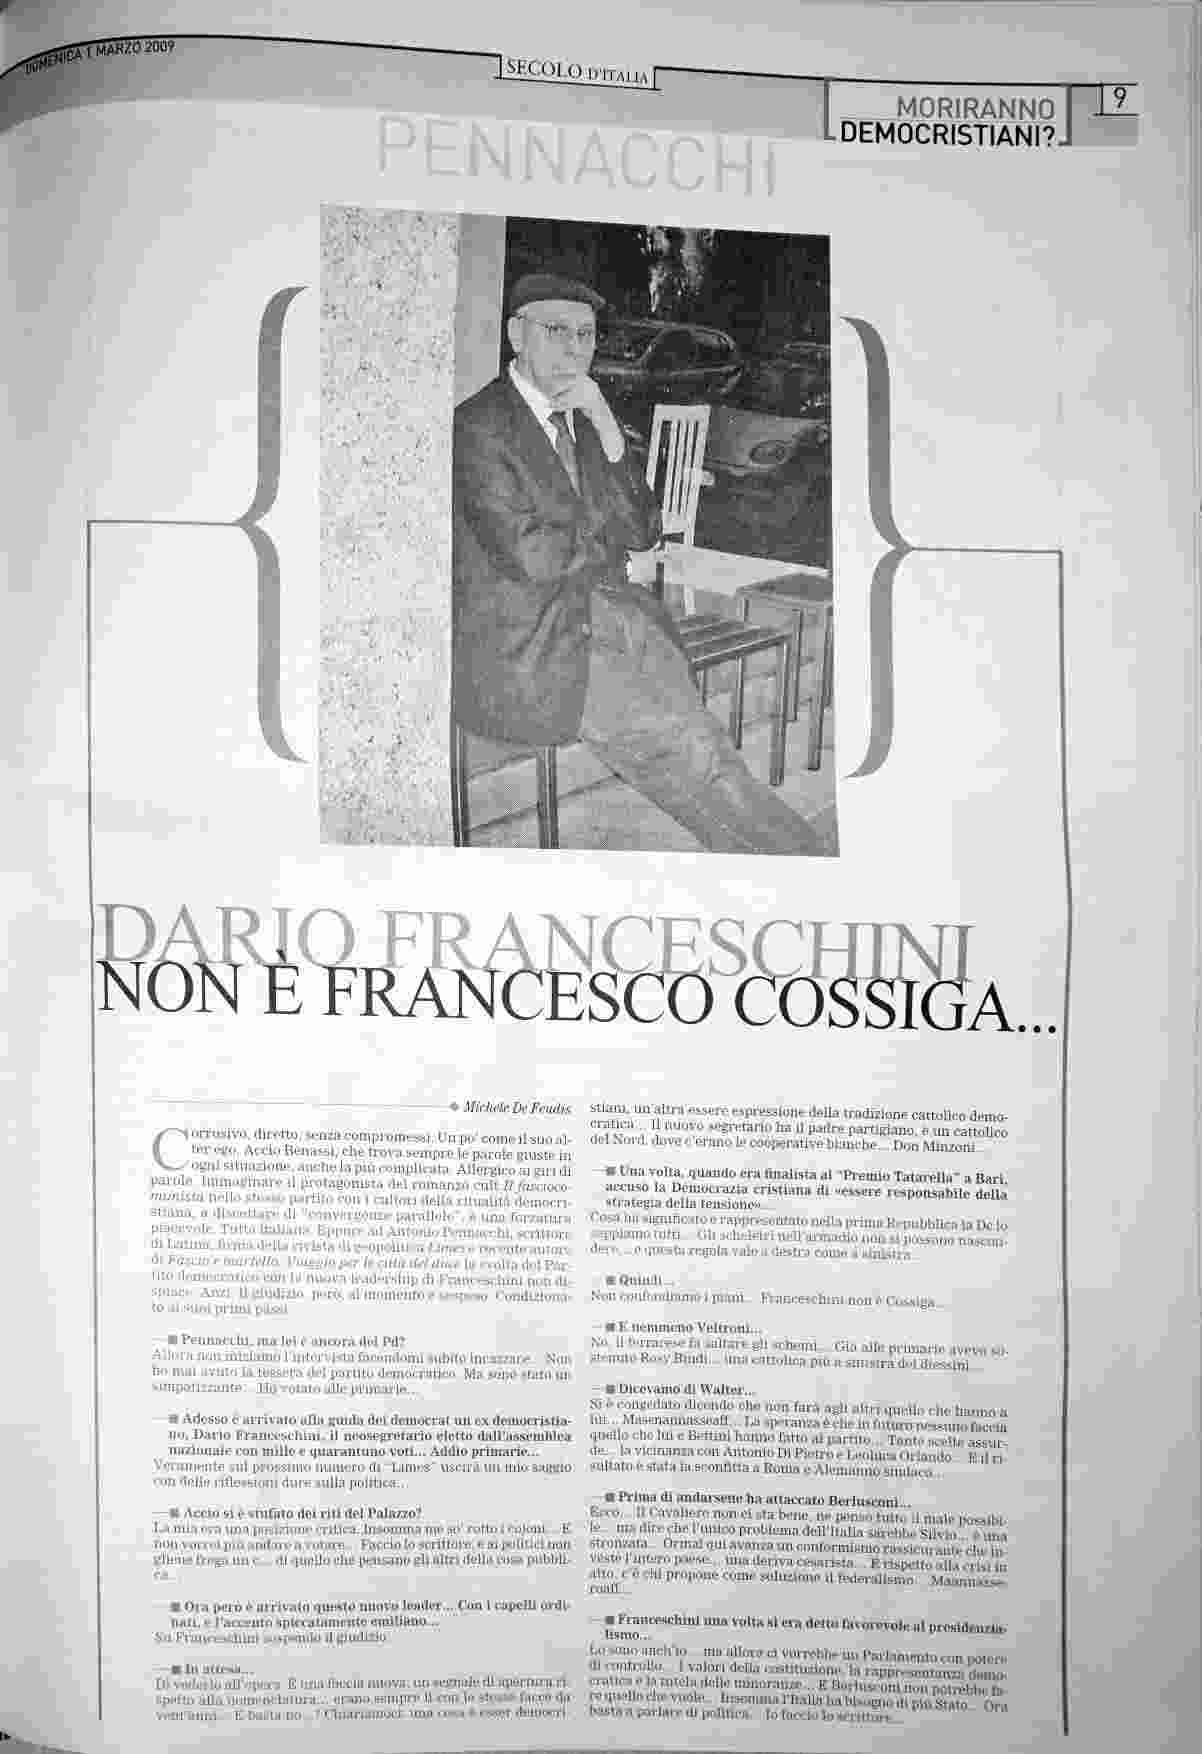 DOMENICA 1 MARZO 2009
SECOLO D'ITALIA
MORIRANNO
DEMOCRISTIANI?
9
PENNACCHI
DARIO FRANCESCHINI
NON È FRANCESCO COSSIGA...
Michele De Feudis
Corrosivo, diretto, senza compromessi. Un po' come il suo al-
ter ego, Accio Benassi, che trova sempre le parole giuste in
ogni situazione, anche la più complicata. Allergico ai giri di
parole. Immaginare il protagonista del romanzo cult Il fascioco-
munista nello stesso partito con i cultori della ritualità democri-
stiana, a discettare di "convergenze parallele", è una forzatura
piacevole. Tutta italiana. Eppure ad Antonio Pennacchi, scrittore
di Latina, firma della rivista di geopolitica Limes e recente autore
di Fascio e martello. Viaggio per le città del duce la svolta del Par-
tito democratico con la nuova leadership di Franceschini non di-
spiace. Anzi. Il giudizio, però, al momento è sospeso. Condiziona-
to ai suoi primi passi.
Pennacchi, ma lei è ancora del Pd?
Allora non iniziamo l'intervista facendomi subito incazzare... Non
ho mai avuto la tessera del partito democratico. Ma sono stato un
simpatizzante... Ho votato alle primarie...
Adesso è arrivato alla guida dei democrat un ex democristia-
no, Dario Franceschini, il neosegretario eletto dall'assemblea
nazionale con mille e quarantuno voti... Addio primarie...
Veramente sul prossimo numero di "Limes" uscirà un mio saggio
con delle riflessioni dure sulla politica...
Accio si è stufato dei riti del Palazzo?
La mia era una posizione critica. Insomma me so' rotto i coioni... E
non vorrei più andare a votare... Faccio lo scrittore, e ai politici non
gliene frega un c... di quello che pensano gli altri della cosa pubbli-
ca...
Ora però è arrivato questo nuovo leader... Con i capelli ordi-
nati, e l'accento spiccatamente emiliano...
Su Franceschini sospendo il giudizio.
In attesa...
Di vederlo all'opera. È una faccia nuova, un segnale di apertura ri-
spetto alla nomenclatura... erano sempre lì con le stesse facce da
vent'anni... E basta no...? Chiariamoci: una cosa è esser democri-
stiani, un'altra essere espressione della tradizione cattolico demo-
cratica... Il nuovo segretario ha il padre partigiano, è un cattolico
del Nord, dove c'erano le cooperative bianche... Don Minzoni...
Una volta, quando era finalista al "Premio Tatarella" a Bari,
accusò la Democrazia cristiana di «essere responsabile della
strategia della tensione»...
Cosa ha significato e rappresentato nella prima Repubblica la Dc lo
sappiamo tutti... Gli scheletri nell'armadio non si possono nascon-
dere... e questa regola vale a destra come a sinistra...
Quindi...
Non confondiamo i piani... Franceschini non è Cossiga...
E nemmeno Veltroni...
No, il ferrarese fa saltare gli schemi... Già alle primarie avevo so-
stenuto Rosy Bindi... una cattolica più a sinistra dei diessini...
Dicevamo di Walter...
Si è congedato dicendo che non farà agli altri quello che hanno a
lui... Masenannasseaff... La speranza è che in futuro nessuno faccia
quello che lui e Bettini hanno fatto al partito... Tante scelte assur-
de... la vicinanza con Antonio Di Pietro e Leoluca Orlando... E il ri-
sultato è stata la sconfitta a Roma e Alemanno sindaco...
Prima di andarsene ha attaccato Berlusconi...
Ecco... Il Cavaliere non ci sta bene, ne penso tutto il male possibi-
le... ma dire che l'unico problema dell'Italia sarebbe Silvio... è una
stronzata... Ormai qui avanza un conformismo rassicurante che in-
veste l'intero paese... una deriva cesarista... E rispetto alla crisi in
atto, c'è chi propone come soluzione il federalismo...
Franceschini una volta si era detto favorevole al presidenzia-
lismo...
Lo sono anch'io... ma allora ci vorrebbe un Parlamento con potere
di controllo... I valori della costituzione, la rappresentanza demo-
cratica e la tutela delle minoranze... E Berlusconi non potrebbe fa-
re quello che vuole... Insomma l'Italia ha bisogno di più Stato... Ora
basta a parlare di politica... Io faccio lo scrittore...